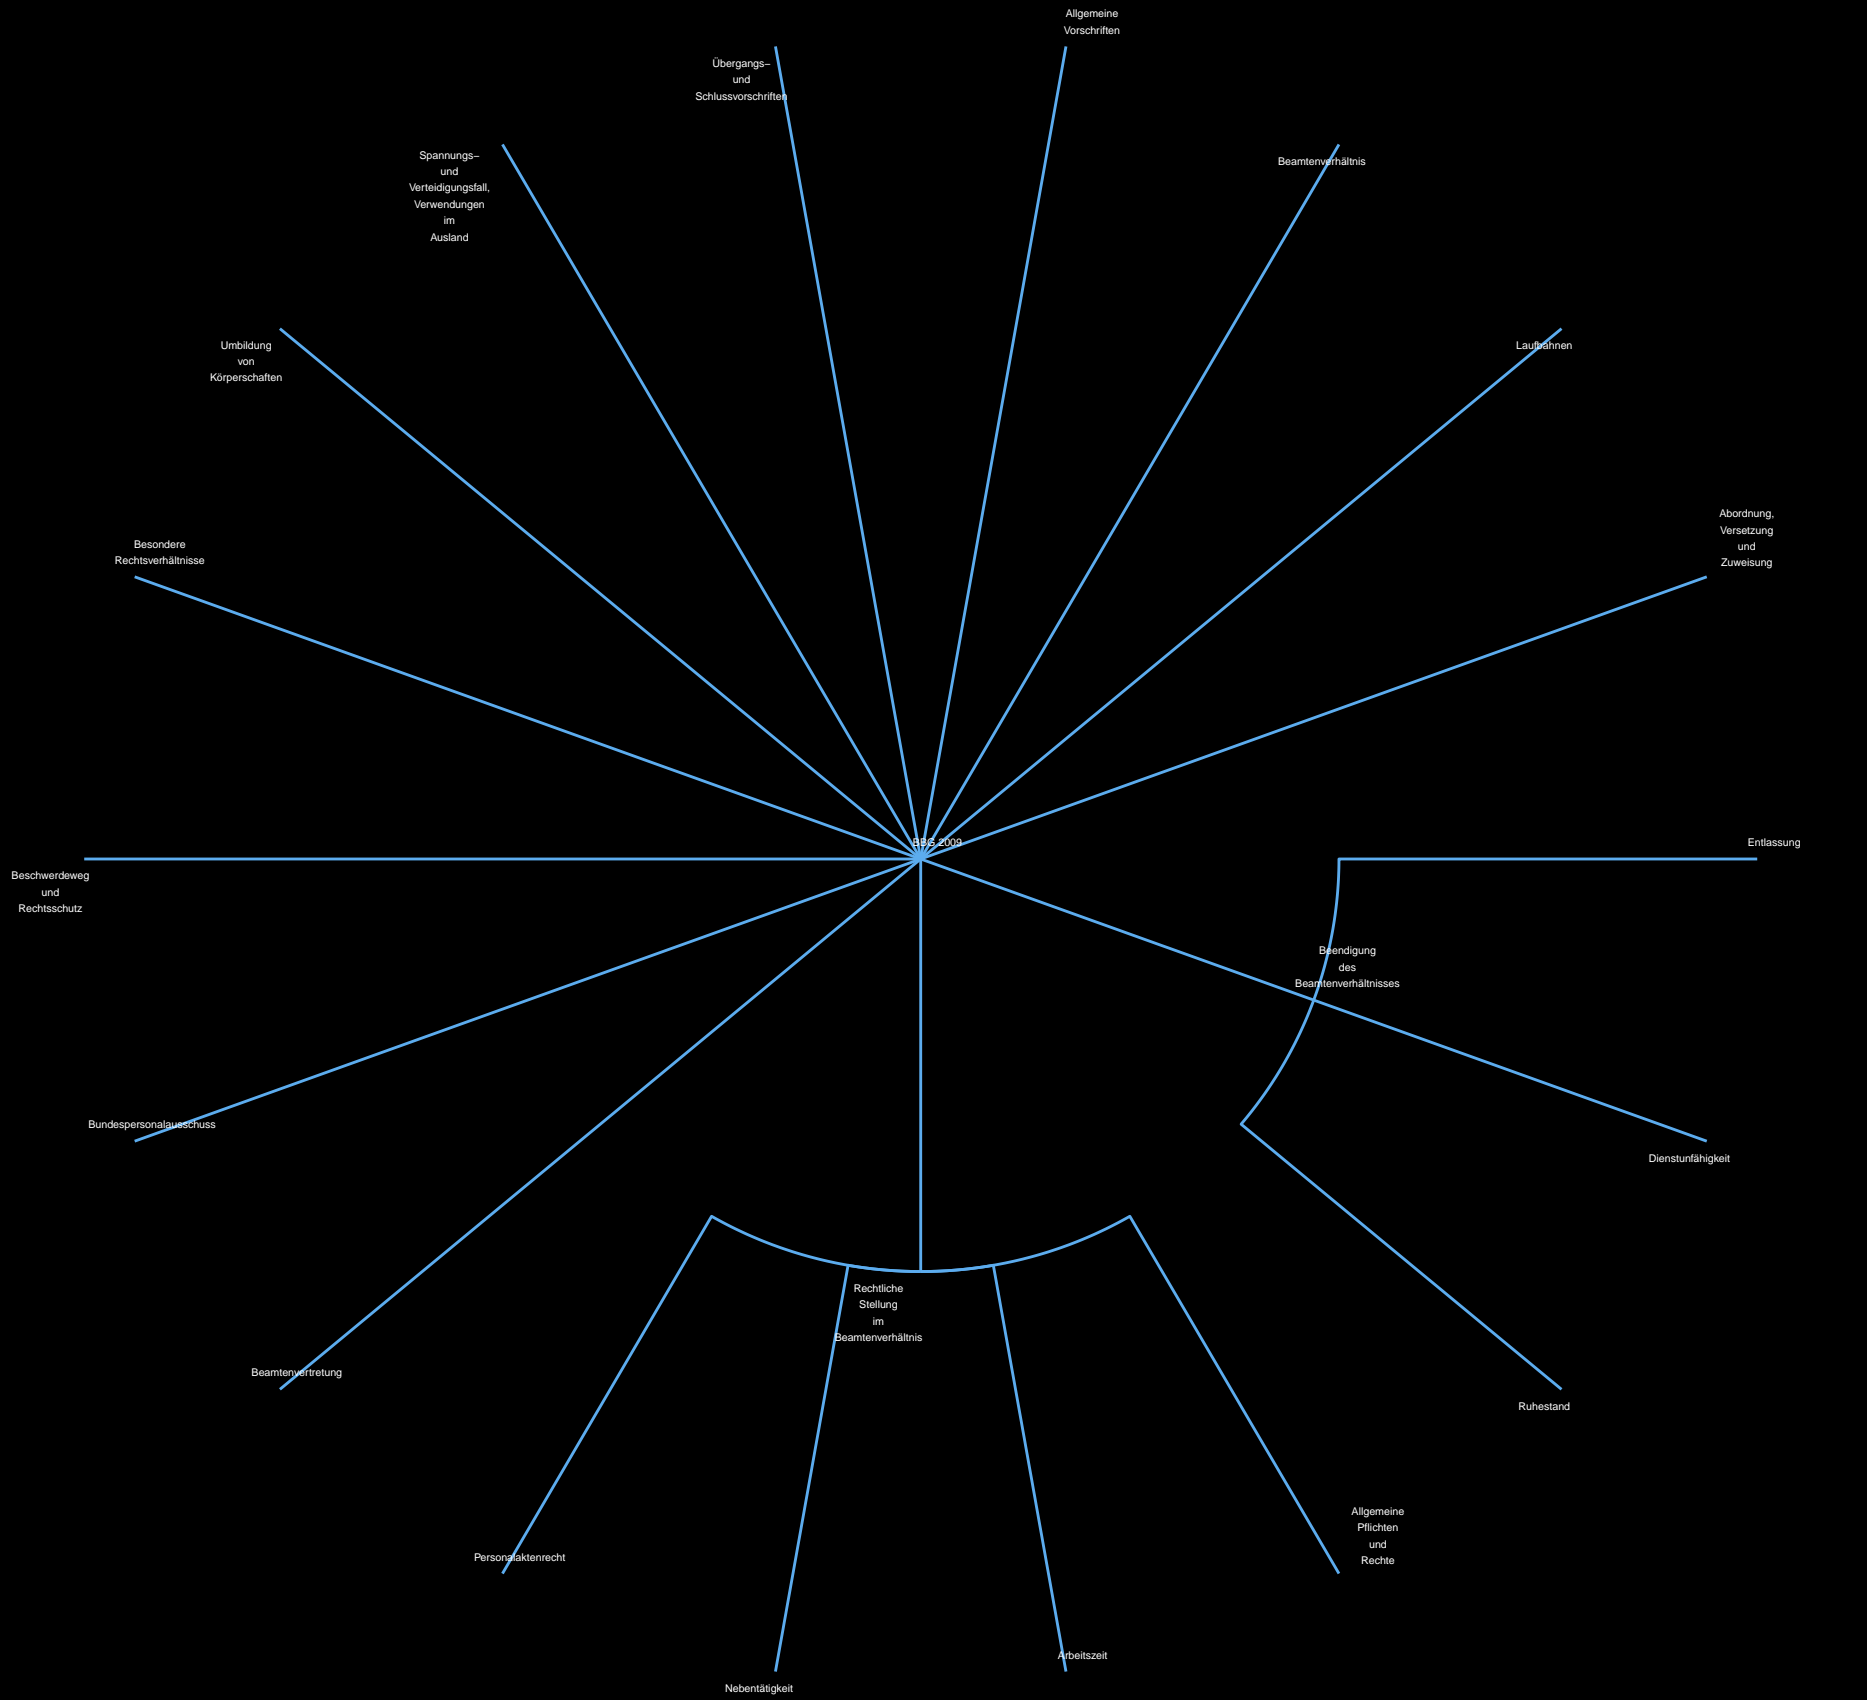 Allgemeine
Vorschriften
Übergangs–
und
Schlussvorschriften
Spannungs–
und
Verteidigungsfall,
Verwendungen
im
Ausland
Beamtenverhältnis
Umbildung
von
Körperschaften
Laufbahnen
Abordnung,
Versetzung
und
Zuweisung
Besondere
Rechtsverhältnisse
BBG 2009
Entlassung
Beschwerdeweg
und
Rechtsschutz
Beendigung
des
Beamtenverhältnisses
Bundespersonalausschuss
Dienstunfähigkeit
Rechtliche
Stellung
im
Beamtenverhältnis
Beamtenvertretung
Ruhestand
Allgemeine
Pflichten
und
Rechte
Personalaktenrecht
Arbeitszeit
Nebentätigkeit